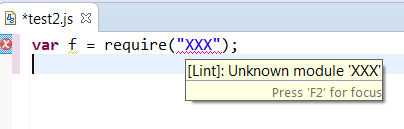 *test2.js
var f = require("XXX");
[Lint]: Unknown module 'XXX'
Press 'F2' for focus